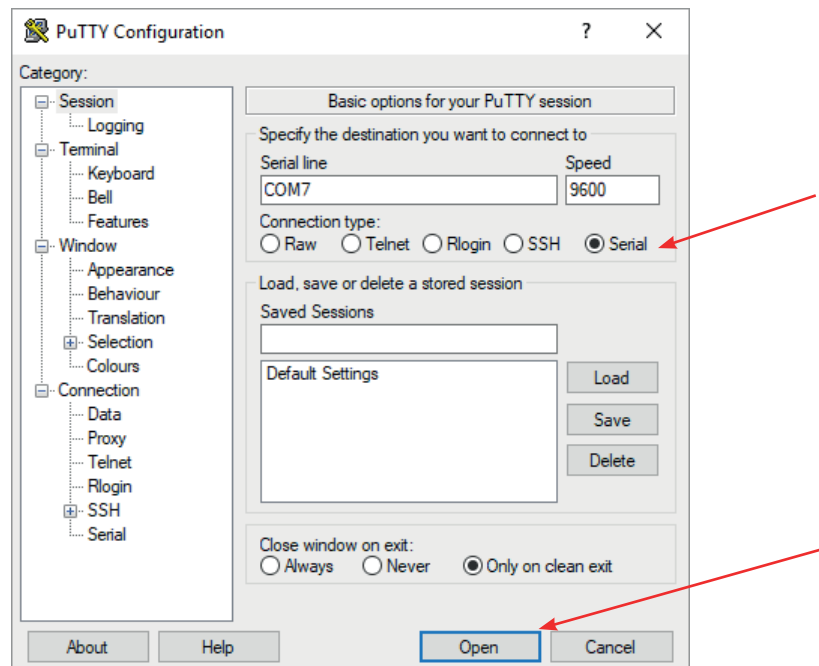 PuTTY Configuration
?
Category:
Session
Logging
Terminal
Keyboard
Bell
Features
Window
Appearance
Behaviour
Translation
Selection
Colours
Connection
Data
Proxy
Telnet
Rlogin
SSH
Serial
Basic options for your PuTTY session
Specify the destination you want to connect to
Serial line Speed
COM7 9600
Connection type:
Raw Telnet Rlogin SSH Serial
Load, save or delete a stored session
Saved Sessions
Default Settings
Load
Save
Delete
Close window on exit:
Always Never Only on clean exit
About Help Open Cancel